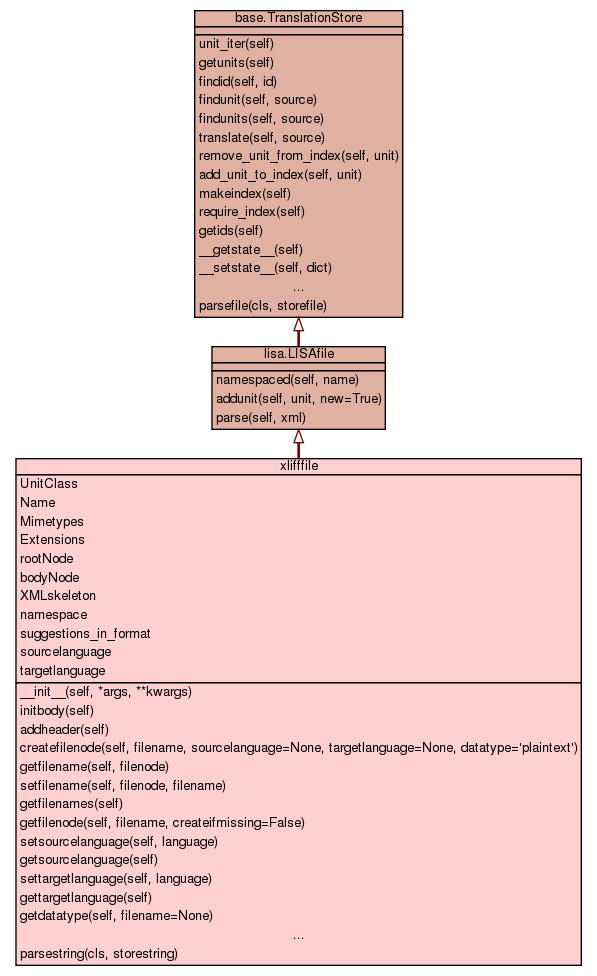 base.TranslationStore
unit_iter(self)
getunits(self)
findid(self, id)
findunit(self, source)
findunits(self, source)
translate(self, source)
remove_unit_from_index(self, unit)
add_unit_to_index(self, unit)
makeindex(self)
require_index(self)
getids(self)
__getstate__(self)
__setstate__(self, dict)
...
parsefile(cls, storefile)
lisa.LISAfile
namespaced(self, name)
addunit(self, unit, new=True)
parse(self, xml)
xlifffile
UnitClass
Name
Mimetypes
Extensions
rootNode
bodyNode
XMLskeleton
namespace
suggestions_in_format
sourcelanguage
targetlanguage
__init__(self, *args, **kwargs)
initbody(self)
addheader(self)
createfilenode(self, filename, sourcelanguage=None, targetlanguage=None, datatype='plaintext')
getfilename(self, filenode)
setfilename(self, filenode, filename)
getfilenames(self)
getfilenode(self, filename, createifmissing=False)
setsourcelanguage(self, language)
getsourcelanguage(self)
settargetlanguage(self, language)
gettargetlanguage(self)
getdatatype(self, filename=None)
...
parsestring(cls, storestring)